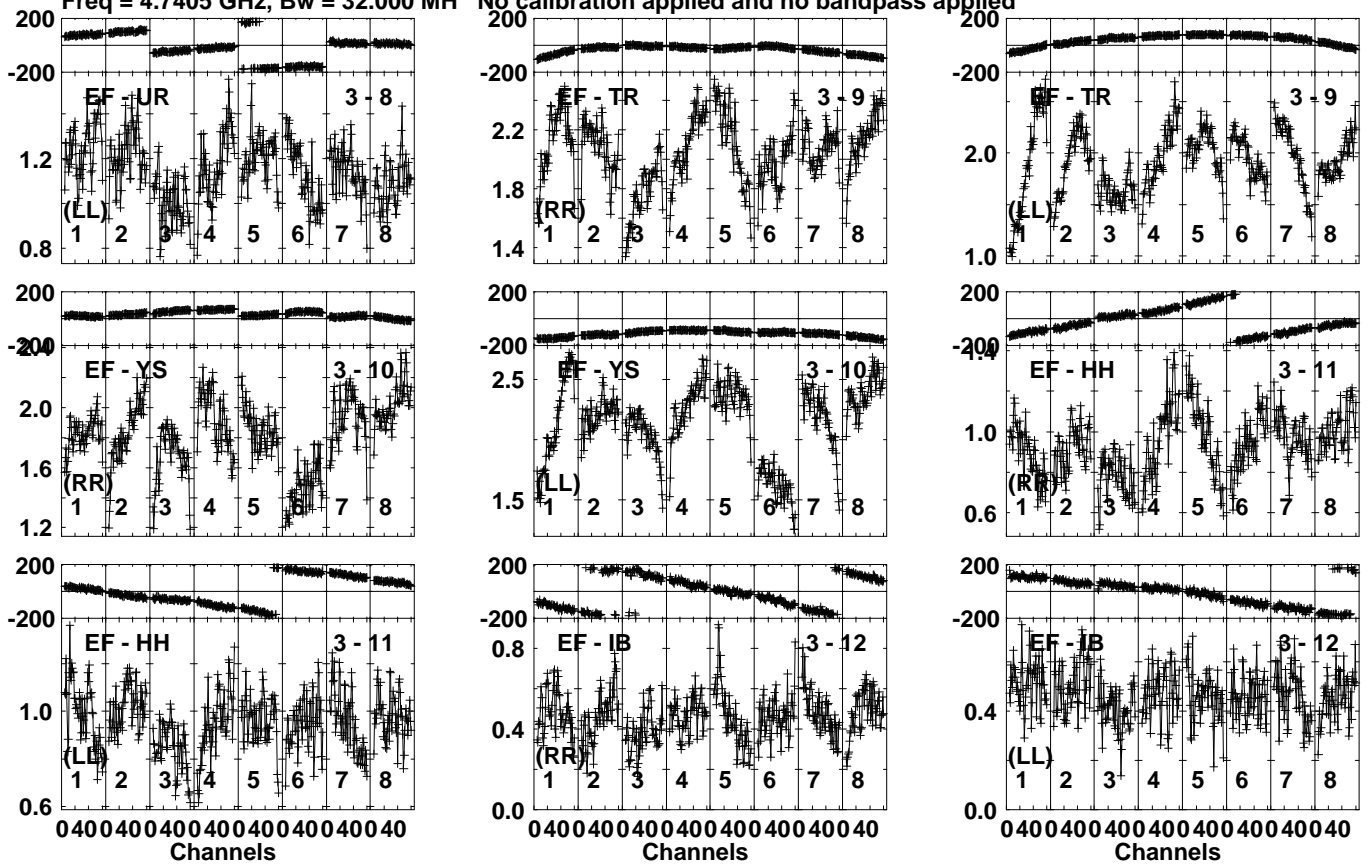 Freq = 4.7405 GHz, Bw = 32.000 MH No calibration applied and no bandpass applied
200 200 200
-200 -200 -200
EF - UR 3 - 8 EF - TR 3 - 9 EF - TR 3 - 9
2.2 2.0
1.2
1.8
(LL) (RR) (LL)
1 2 3 4 5 6 7 8 1 2 3 4 5 6 7 8 1 2 3 4 5 6 7 8
0.8 1.4 1.0
200 200 200
-200 -200 -200
2.4 1.4
EF - YS 3 - 10 EF - YS 3 - 10 EF - HH 3 - 11
2.5
2.0 1.0
1.6
(RR) (LL) (RR)
1.5
1 2 3 4 5 6 7 8 1 2 3 4 5 6 7 8 1 2 3 4 5 6 7 8
1.2 0.6
200 200 200
-200 -200 -200
EF - HH 3 - 11 EF - IB 3 - 12 EF - IB 3 - 12
0.8
1.0 0.4 0.4
(LL) (RR) (LL)
1 2 3 4 5 6 7 8 1 2 3 4 5 6 7 8 1 2 3 4 5 6 7 8
0.6 0.0 0.0
0 40 0 40 0 40 0 40 0 40 0 40 0 40 0 40 0 40 0 40 0 40 0 40 0 40 0 40 0 40 0 40 0 40 0 40 0 40 0 40 0 40 0 40 0 40 0 40
Channels Channels Channels